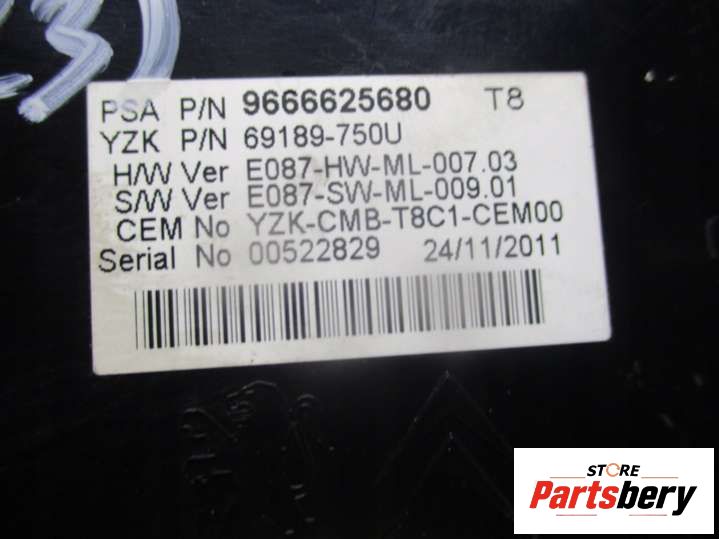 3)
PSA P/N 9666625680 T8
YZK P/N 69189-750U
H/W Ver E087-HW-ML-007.03
S/W Ver E087-SW-ML-009.01
CEM No YZK-CMB-T8C1-CEM00
Serial No 00522829 24/11/2011
STORE
Partsbery